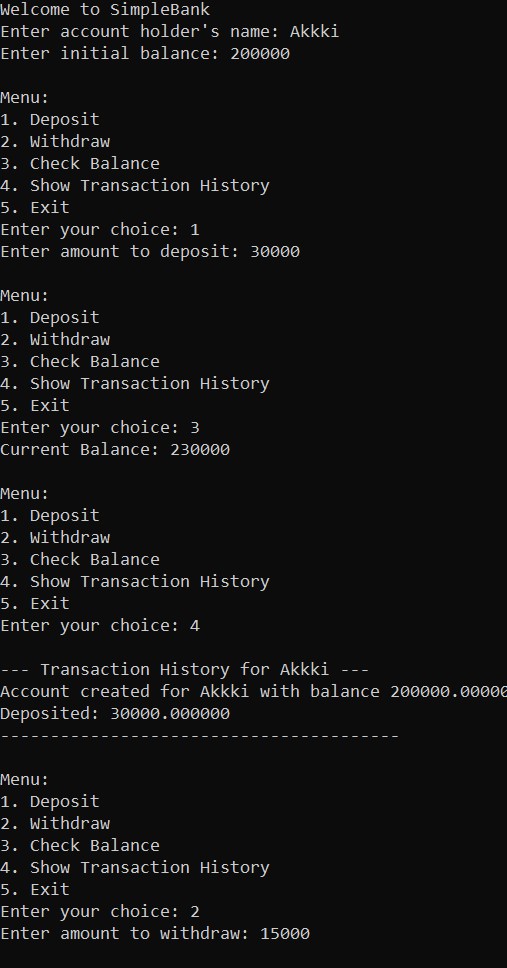 Welcome to SimpleBank
Enter account holder's name: Akkki
Enter initial balance: 200000
Menu:
1. Deposit
2. Withdraw
3. Check Balance
4. Show Transaction History
5. Exit
Enter your choice: 1
Enter amount to deposit: 30000
Menu:
1. Deposit
2. Withdraw
3. Check Balance
4. Show Transaction History
5. Exit
Enter your choice: 3
Current Balance: 230000
Menu:
1. Deposit
2. Withdraw
3. Check Balance
4. Show Transaction History
5. Exit
Enter your choice: 4
--- Transaction History for Akkki ---
Account created for Akkki with balance 200000.00000
Deposited: 30000.000000
----------------------------------------
Menu:
1. Deposit
2. Withdraw
3. Check Balance
4. Show Transaction History
5. Exit
Enter your choice: 2
Enter amount to withdraw: 15000